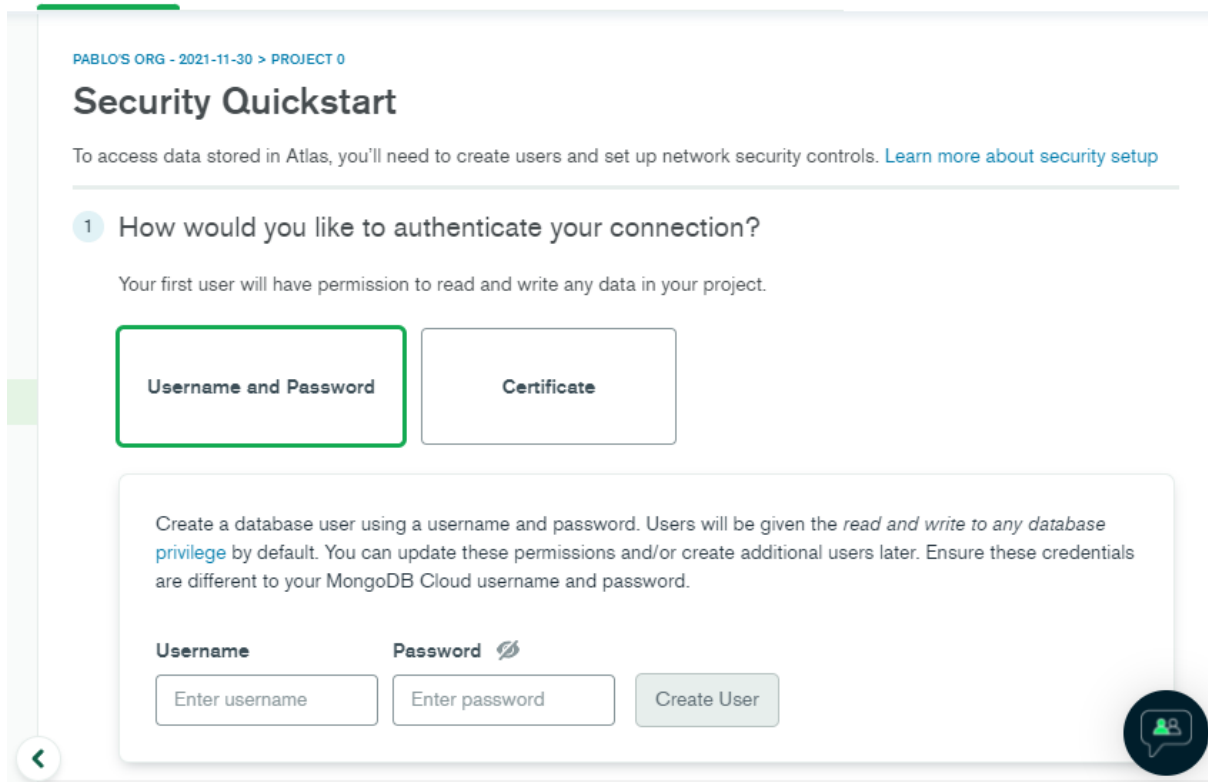 PABLO'S ORG - 2021-11-30 > PROJECT 0
Security Quickstart
To access data stored in Atlas, you'll need to create users and set up network security controls. Learn more about security setup
1 How would you like to authenticate your connection?
Your first user will have permission to read and write any data in your project.
Username and Password Certificate
Create a database user using a username and password. Users will be given the read and write to any database
privilege by default. You can update these permissions and/or create additional users later. Ensure these credentials
are different to your MongoDB Cloud username and password.
Username Password
Enter username Enter password Create User